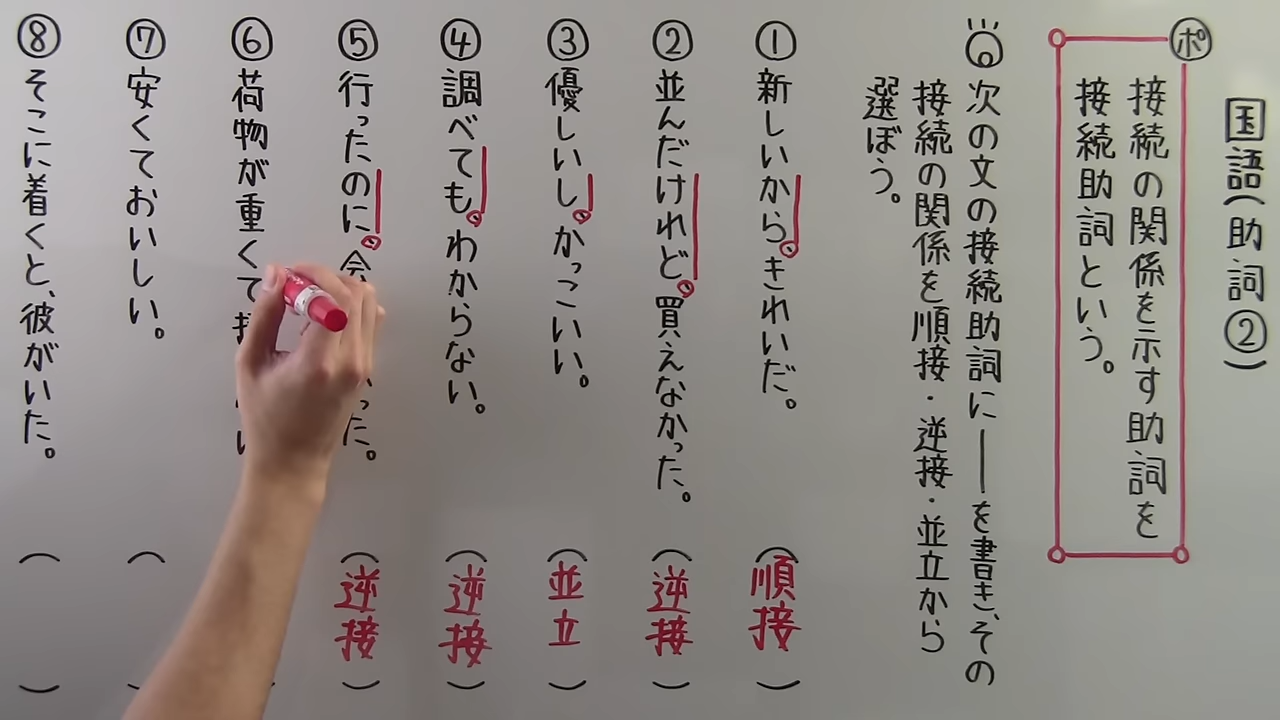 国語(助詞②)
ポ
接続の関係を示す助詞を
接続助詞という。
次の文の接続助詞に――を書き、その
接続の関係を順接・逆接・並立から
選ぼう。
①新しいから、きれいだ。(順接)
②並んだけれど、買えなかった。(逆接)
③優しいし、かっこいい。(並立)
④調べても、わからない。(逆接)
⑤行ったのに、会 った。(逆接)
⑥荷物が重くて
⑦安くておいしい。(
⑧そこに着くと、彼がいた。( )